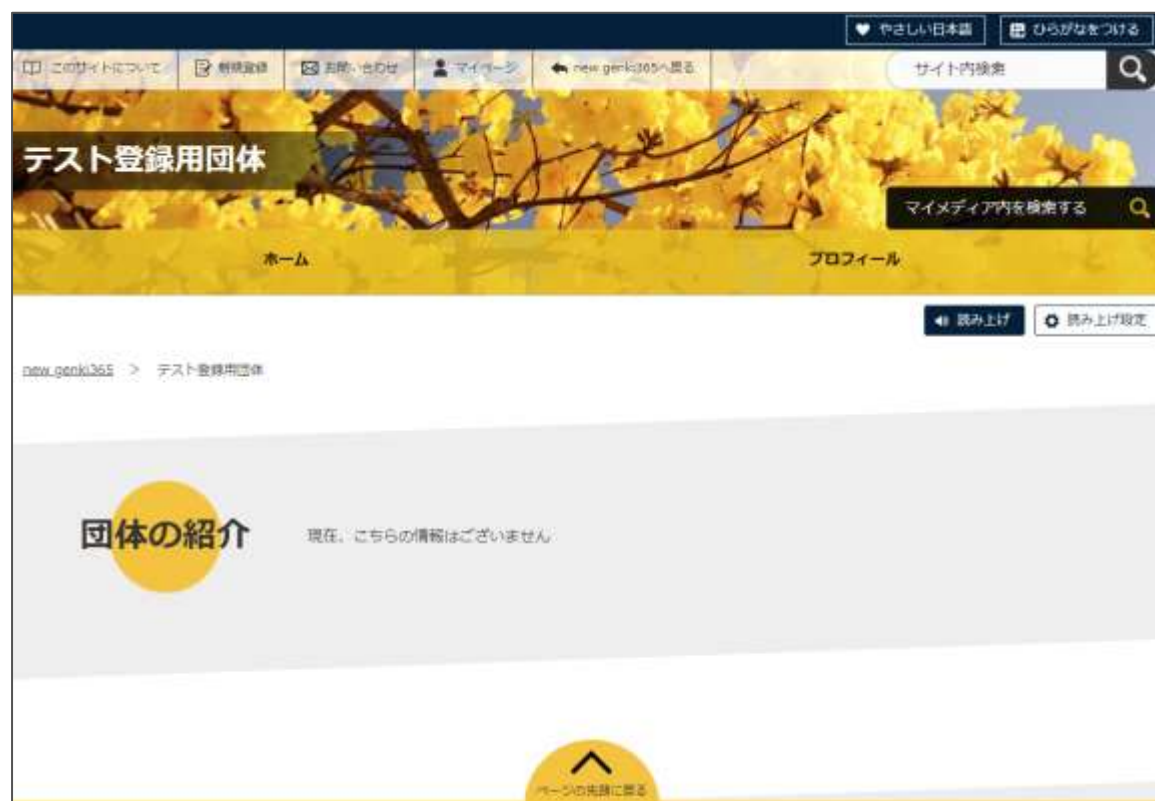 やさしい日本語 ひらがなをつける
このサイトについて 新規登録 お問い合わせ マイページ new genki365へ戻る サイト内検索
テスト登録用団体
マイメディア内を検索する
ホーム プロフィール
読み上げ 読み上げ設定
new genki365 > テスト登録用団体
団体の紹介 現在、こちらの情報はございません
ページの先頭に戻る